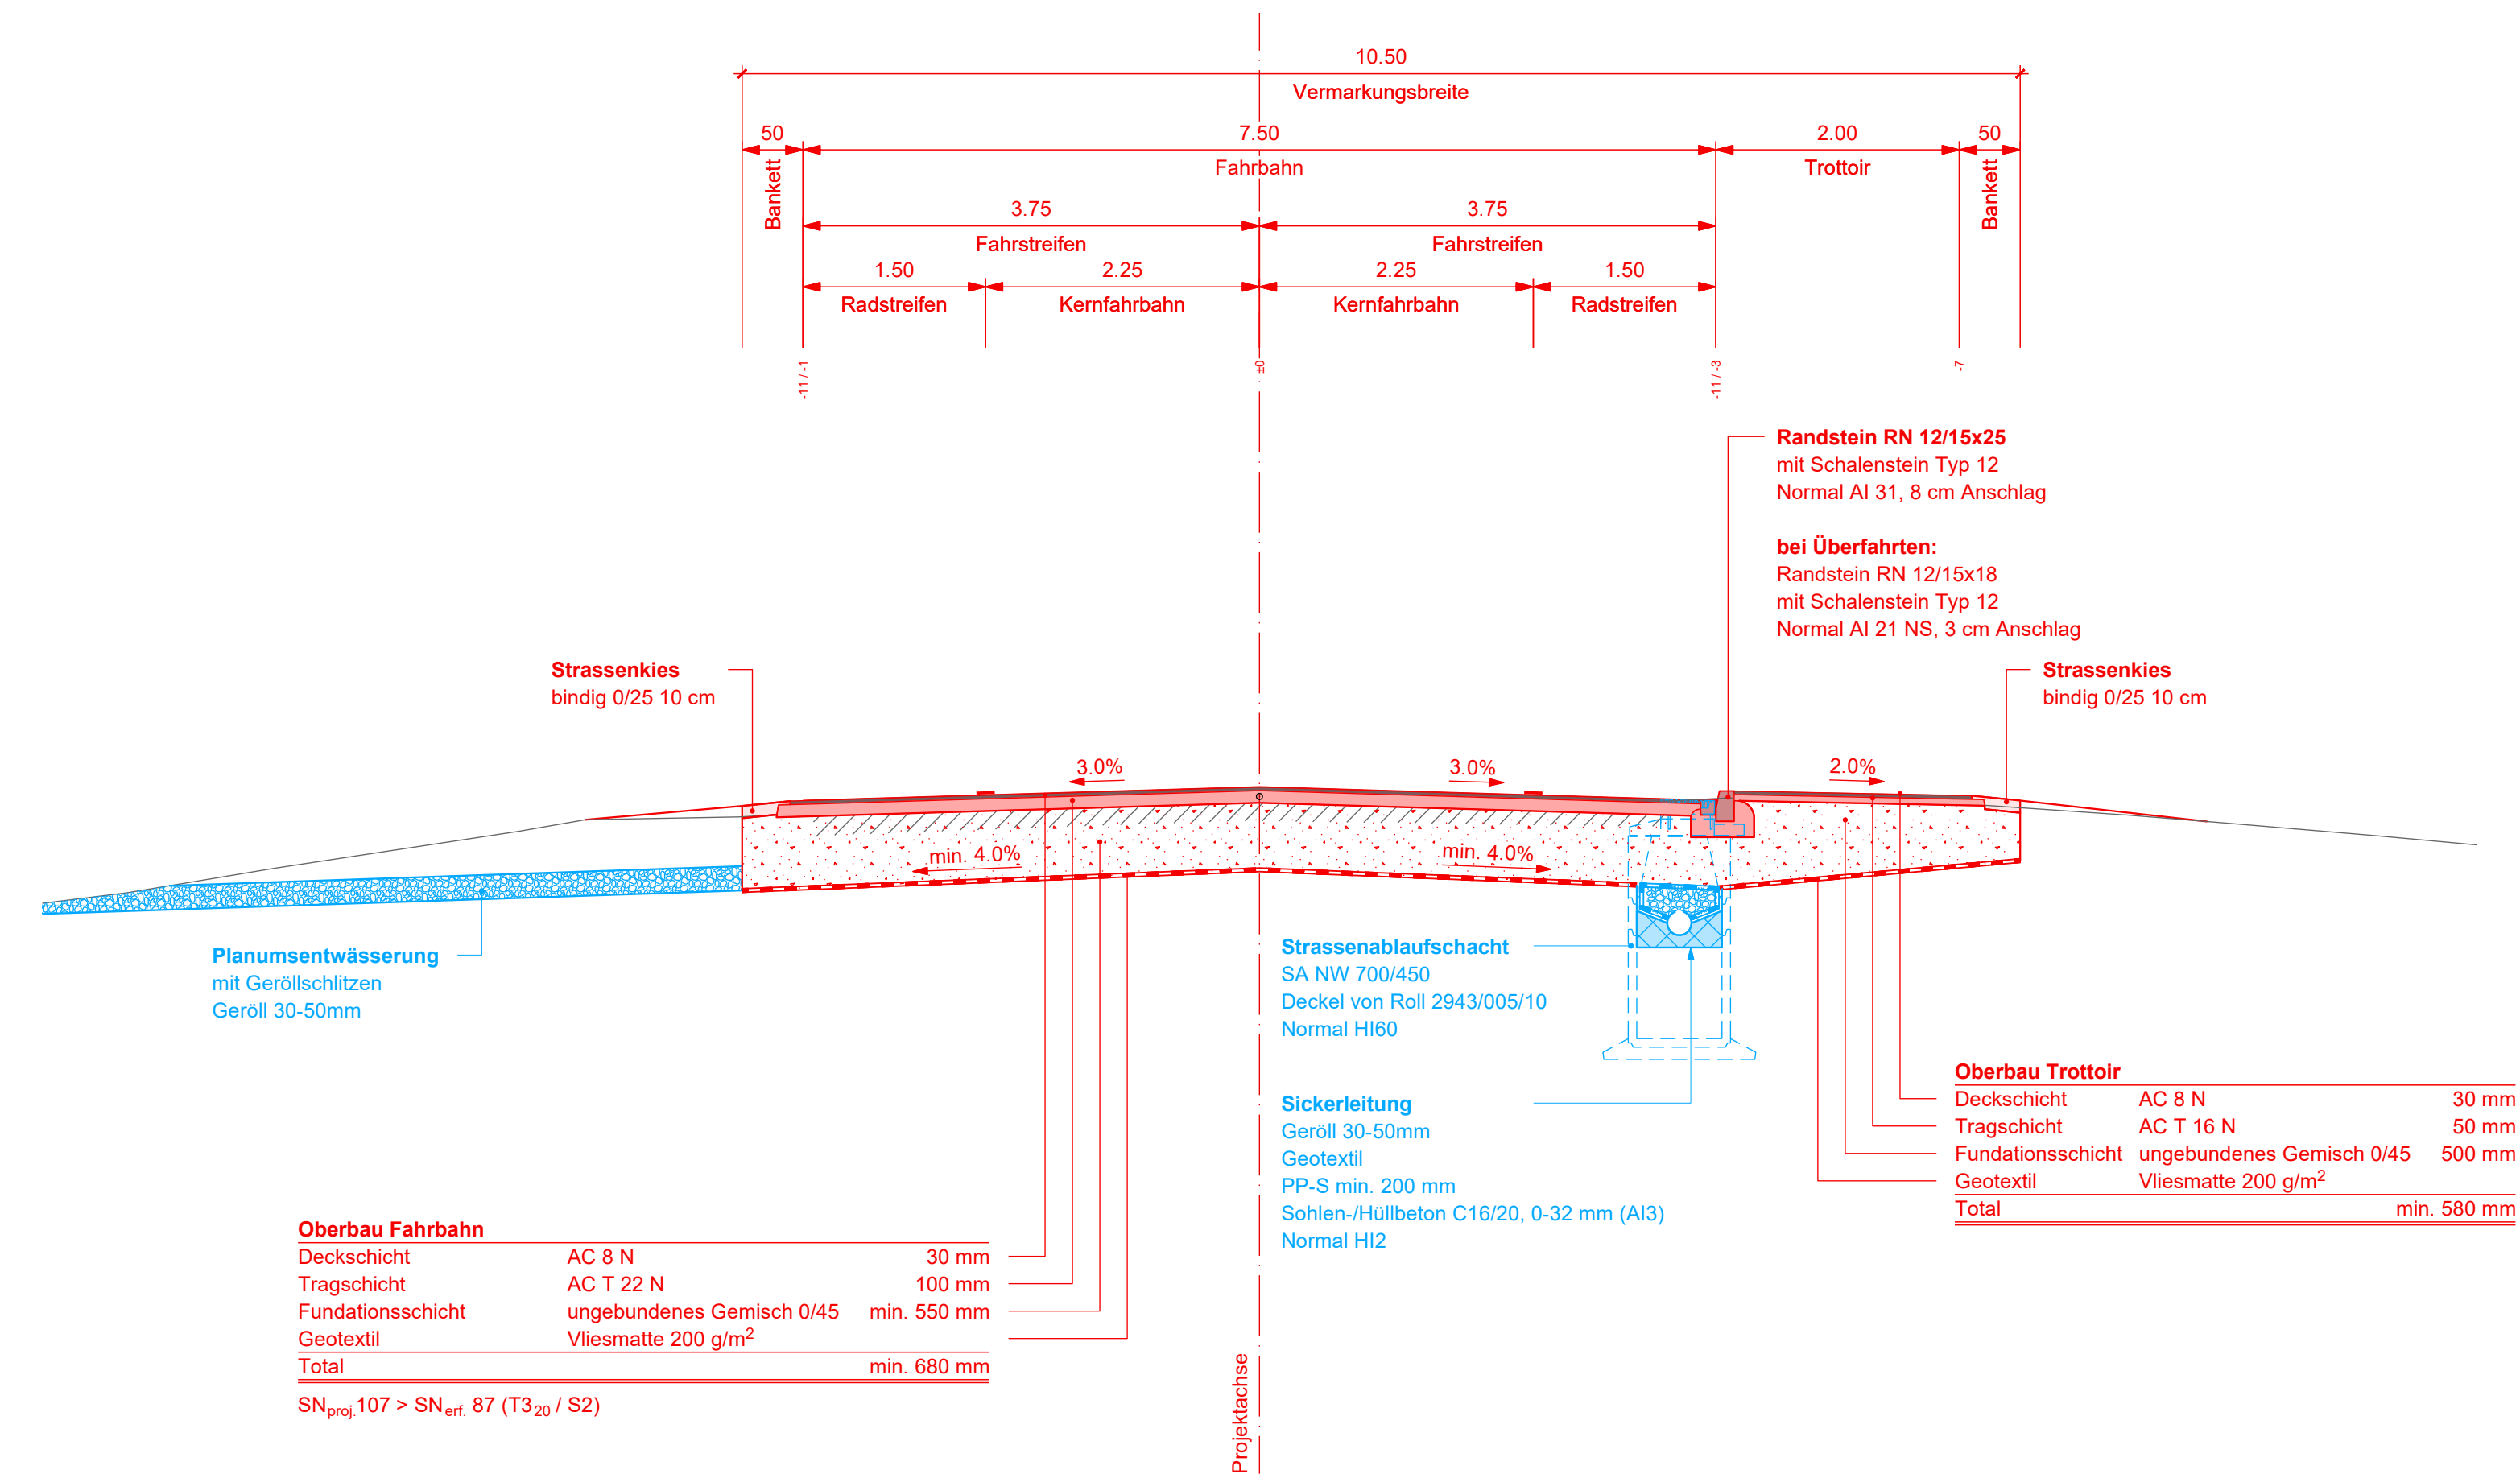 10.50
Vermarkungsbreite
50
7.50
2.00
50
Bankett
Fahrbahn
Trottoir
Bankett
3.75
3.75
Fahrstreifen
Fahrstreifen
1.50
2.25
2.25
1.50
Radstreifen
Kernfahrbahn
Kernfahrbahn
Radstreifen
-11 / -1
±0
-11 / -3
-7
Randstein RN 12/15x25
mit Schalenstein Typ 12
Normal AI 31, 8 cm Anschlag
bei Überfahrten:
Randstein RN 12/15x18
mit Schalenstein Typ 12
Normal AI 21 NS, 3 cm Anschlag
Strassenkies
bindig 0/25 10 cm
Strassenkies
bindig 0/25 10 cm
3.0%
3.0%
2.0%
min. 4.0%
min. 4.0%
Planumsentwässerung
mit Geröllschlitzen
Geröll 30-50mm
Strassenablaufschacht
SA NW 700/450
Deckel von Roll 2943/005/10
Normal HI60
Sickerleitung
Geröll 30-50mm
Geotextil
PP-S min. 200 mm
Sohlen-/Hüllbeton C16/20, 0-32 mm (AI3)
Normal HI2
Oberbau Trottoir
Deckschicht AC 8 N 30 mm
Tragschicht AC T 16 N 50 mm
Fundationsschicht ungebundenes Gemisch 0/45 500 mm
Geotextil Vliesmatte 200 g/m²
Total min. 580 mm
Oberbau Fahrbahn
Deckschicht AC 8 N 30 mm
Tragschicht AC T 22 N 100 mm
Fundationsschicht ungebundenes Gemisch 0/45 min. 550 mm
Geotextil Vliesmatte 200 g/m²
Total min. 680 mm
SNproj.107 > SNerf. 87 (T320 / S2)
Projektachse